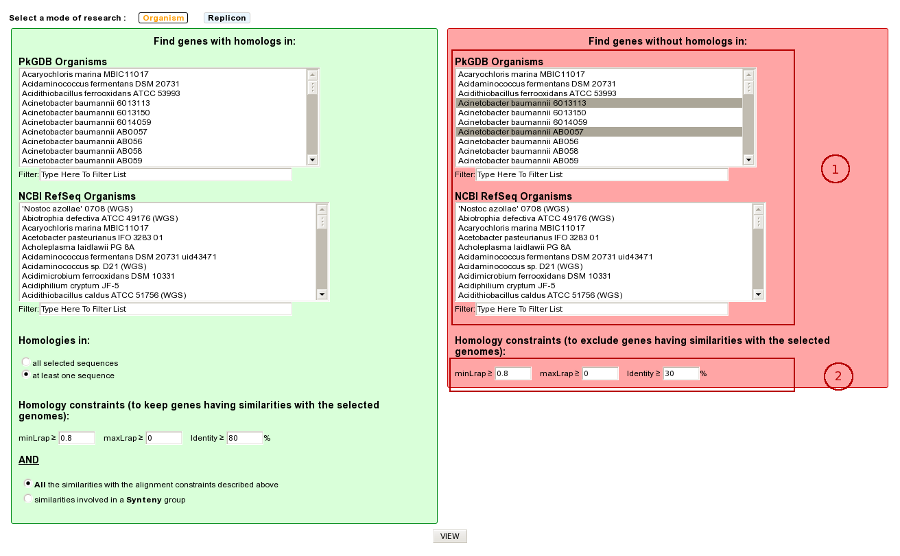 Select a mode of research : Organism Replicon
Find genes with homologs in:
PkGDB Organisms
Acaryochloris marina MBIC11017
Acidaminococcus fermentans DSM 20731
Acidithiobacillus ferrooxidans ATCC 53993
Acinetobacter baumannii 6013113
Acinetobacter baumannii 6013150
Acinetobacter baumannii 6014059
Acinetobacter baumannii AB0057
Acinetobacter baumannii AB056
Acinetobacter baumannii AB058
Acinetobacter baumannii AB059
Filter: Type Here To Filter List
NCBI RefSeq Organisms
'Nostoc azollae' 0708 (WGS)
Abiotrophia defectiva ATCC 49176 (WGS)
Acaryochloris marina MBIC11017
Acetobacter pasteurianus IFO 3283 01
Acholeplasma laidlawii PG 8A
Acidaminococcus fermentans DSM 20731 uid43471
Acidaminococcus sp. D21 (WGS)
Acidimicrobium ferrooxidans DSM 10331
Acidiphilium cryptum JF-5
Acidithiobacillus caldus ATCC 51756 (WGS)
Filter: Type Here To Filter List
Homologies in:
all selected sequences
at least one sequence
Homology constraints (to keep genes having similarities with the selected
genomes):
minLrap ≥ 0.8 maxLrap ≥ 0 Identity ≥ 80 %
AND
All the similarities with the alignment constraints described above
similarities involved in a Synteny group
Find genes without homologs in:
PkGDB Organisms
Acaryochloris marina MBIC11017
Acidaminococcus fermentans DSM 20731
Acidithiobacillus ferrooxidans ATCC 53993
Acinetobacter baumannii 6013113
Acinetobacter baumannii 6013150
Acinetobacter baumannii 6014059
Acinetobacter baumannii AB0057
Acinetobacter baumannii AB056
Acinetobacter baumannii AB058
Acinetobacter baumannii AB059
Filter: Type Here To Filter List
1
NCBI RefSeq Organisms
'Nostoc azollae' 0708 (WGS)
Abiotrophia defectiva ATCC 49176 (WGS)
Acaryochloris marina MBIC11017
Acetobacter pasteurianus IFO 3283 01
Acholeplasma laidlawii PG 8A
Acidaminococcus fermentans DSM 20731 uid43471
Acidaminococcus sp. D21 (WGS)
Acidimicrobium ferrooxidans DSM 10331
Acidiphilium cryptum JF-5
Acidithiobacillus caldus ATCC 51756 (WGS)
Filter: Type Here To Filter List
Homology constraints (to exclude genes having similarities with the selected
genomes):
minLrap ≥ 0.8 maxLrap ≥ 0 Identity ≥ 30 %
2
VIEW